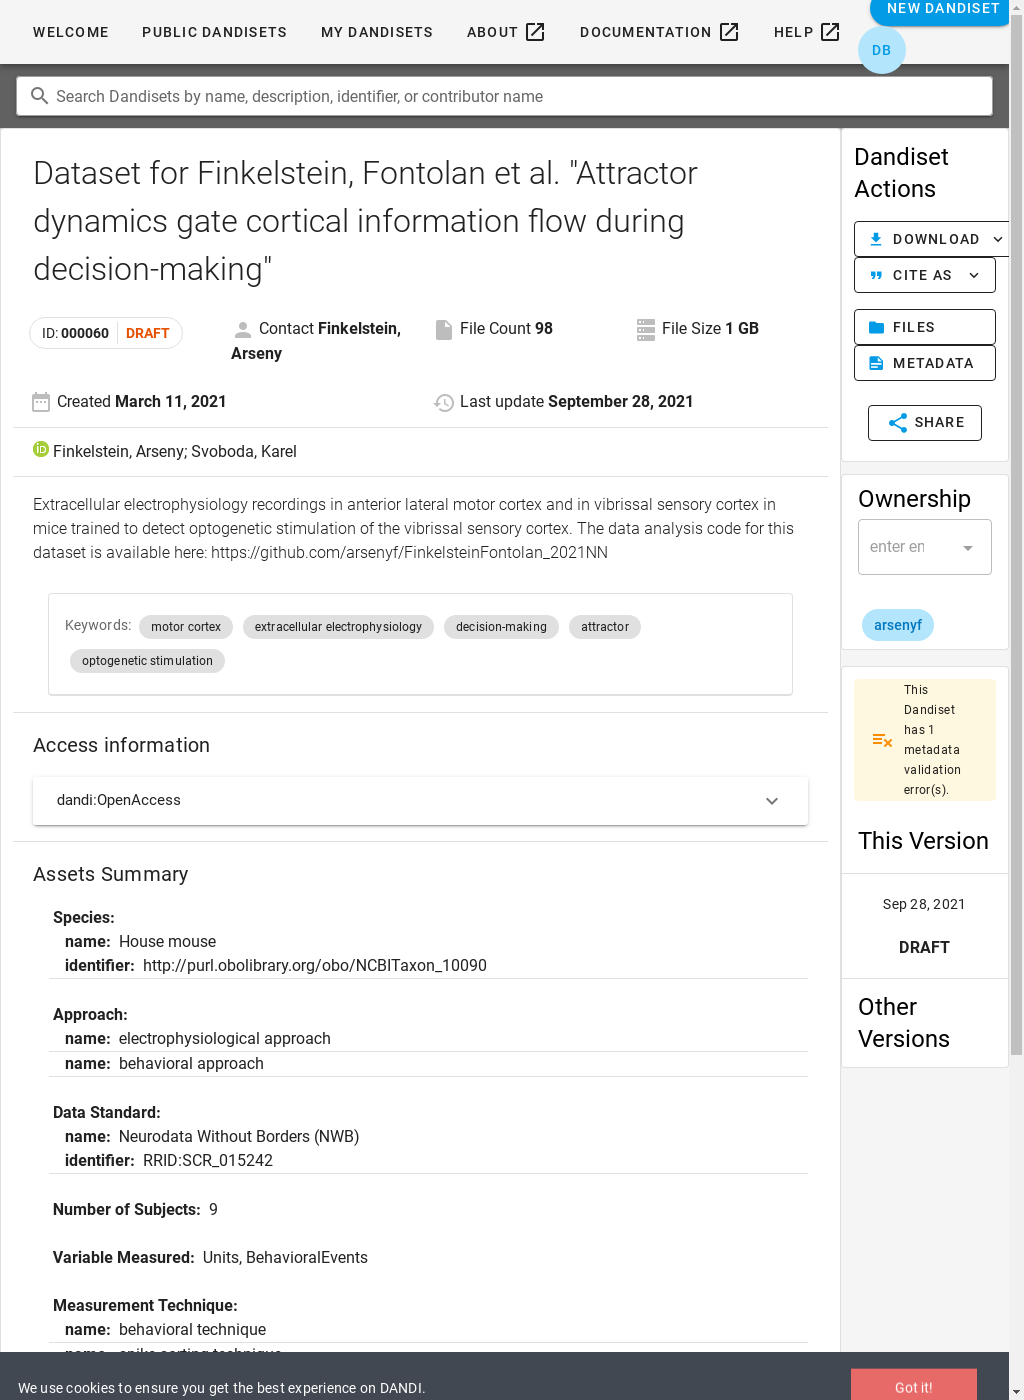 WELCOME PUBLIC DANDISETS MY DANDISETS ABOUT DOCUMENTATION HELP NEW DANDISET
DB
Search Dandisets by name, description, identifier, or contributor name
Dataset for Finkelstein, Fontolan et al. "Attractor
dynamics gate cortical information flow during
decision-making"
ID: 000060 DRAFT
Contact Finkelstein,
Arseny
File Count 98
File Size 1 GB
Created March 11, 2021
Last update September 28, 2021
iD Finkelstein, Arseny; Svoboda, Karel
Extracellular electrophysiology recordings in anterior lateral motor cortex and in vibrissal sensory cortex in
mice trained to detect optogenetic stimulation of the vibrissal sensory cortex. The data analysis code for this
dataset is available here: https://github.com/arsenyf/FinkelsteinFontolan_2021NN
Keywords: motor cortex extracellular electrophysiology decision-making attractor
optogenetic stimulation
Access information
dandi:OpenAccess
Assets Summary
Species:
name: House mouse
identifier: http://purl.obolibrary.org/obo/NCBITaxon_10090
Approach:
name: electrophysiological approach
name: behavioral approach
Data Standard:
name: Neurodata Without Borders (NWB)
identifier: RRID:SCR_015242
Number of Subjects: 9
Variable Measured: Units, BehavioralEvents
Measurement Technique:
name: behavioral technique
name: spike sorting technique
Dandiset
Actions
DOWNLOAD
CITE AS
FILES
METADATA
SHARE
Ownership
enter en
arsenyf
This
Dandiset
has 1
metadata
validation
error(s).
This Version
Sep 28, 2021
DRAFT
Other
Versions
We use cookies to ensure you get the best experience on DANDI.
Got it!